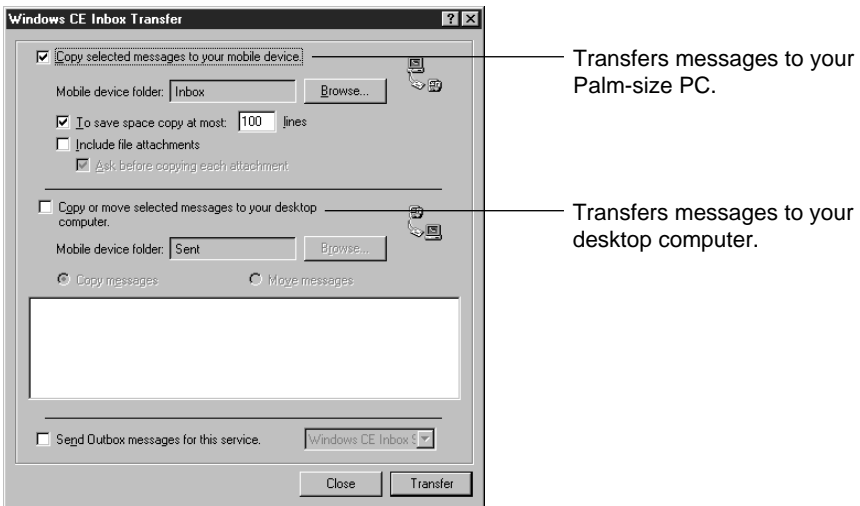 Windows CE Inbox Transfer
Copy selected messages to your mobile device.
Transfers messages to your
Palm-size PC.
Mobile device folder: Inbox Browse...
To save space copy at most: 100 lines
Include file attachments
Ask before copying each attachment
Copy or move selected messages to your desktop
computer.
Transfers messages to your
desktop computer.
Mobile device folder: Sent Browse...
Copy messages Move messages
Send Outbox messages for this service. Windows CE Inbox
Close Transfer